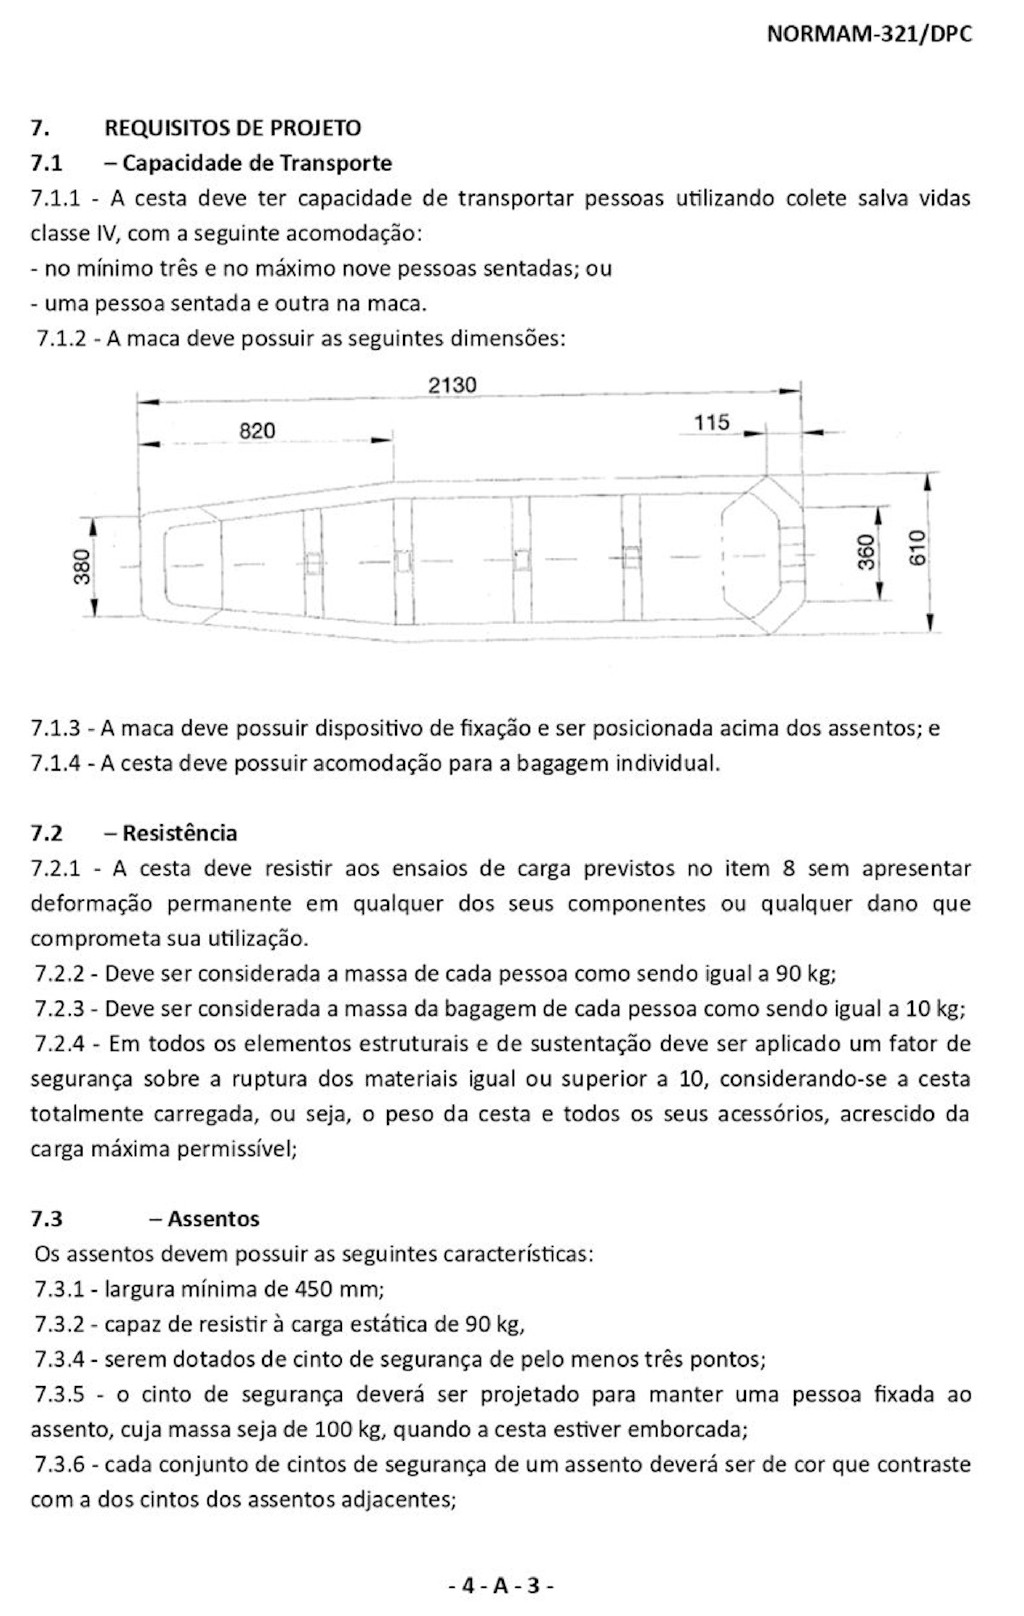 NORMAM-321/DPC
7. REQUISITOS DE PROJETO
7.1 – Capacidade de Transporte
7.1.1 - A cesta deve ter capacidade de transportar pessoas utilizando colete salva vidas
classe IV, com a seguinte acomodação:
- no mínimo três e no máximo nove pessoas sentadas; ou
- uma pessoa sentada e outra na maca.
7.1.2 - A maca deve possuir as seguintes dimensões:
2130
820
115
380
360
610
7.1.3 - A maca deve possuir dispositivo de fixação e ser posicionada acima dos assentos; e
7.1.4 - A cesta deve possuir acomodação para a bagagem individual.
7.2 – Resistência
7.2.1 - A cesta deve resistir aos ensaios de carga previstos no item 8 sem apresentar
deformação permanente em qualquer dos seus componentes ou qualquer dano que
comprometa sua utilização.
7.2.2 - Deve ser considerada a massa de cada pessoa como sendo igual a 90 kg;
7.2.3 - Deve ser considerada a massa da bagagem de cada pessoa como sendo igual a 10 kg;
7.2.4 - Em todos os elementos estruturais e de sustentação deve ser aplicado um fator de
segurança sobre a ruptura dos materiais igual ou superior a 10, considerando-se a cesta
totalmente carregada, ou seja, o peso da cesta e todos os seus acessórios, acrescido da
carga máxima permissível;
7.3 – Assentos
Os assentos devem possuir as seguintes características:
7.3.1 - largura mínima de 450 mm;
7.3.2 - capaz de resistir à carga estática de 90 kg,
7.3.4 - serem dotados de cinto de segurança de pelo menos três pontos;
7.3.5 - o cinto de segurança deverá ser projetado para manter uma pessoa fixada ao
assento, cuja massa seja de 100 kg, quando a cesta estiver emborcada;
7.3.6 - cada conjunto de cintos de segurança de um assento deverá ser de cor que contraste
com a dos cintos dos assentos adjacentes;
- 4 - A - 3 -